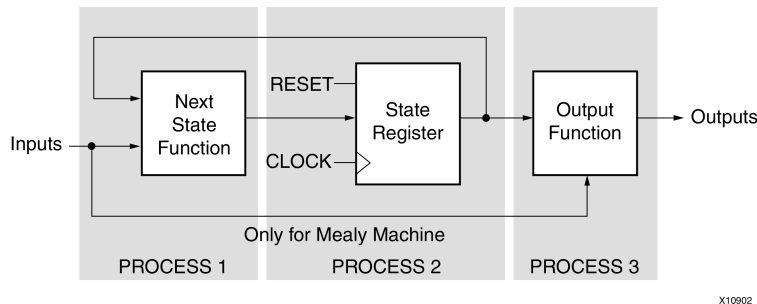 RESET
Next
State
Function
State
Register
Output
Function
Outputs
Inputs
CLOCK
Only for Mealy Machine
PROCESS 1
PROCESS 2
PROCESS 3
X10902